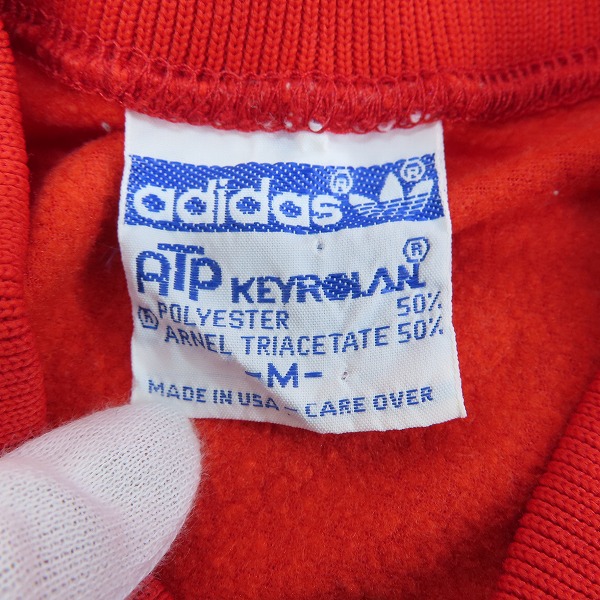 adidas® ®
ATP KEYROLAN®
® POLYESTER 50%
ARNEL TRIACETATE 50%
-M-
MADE IN USA - CARE OVER